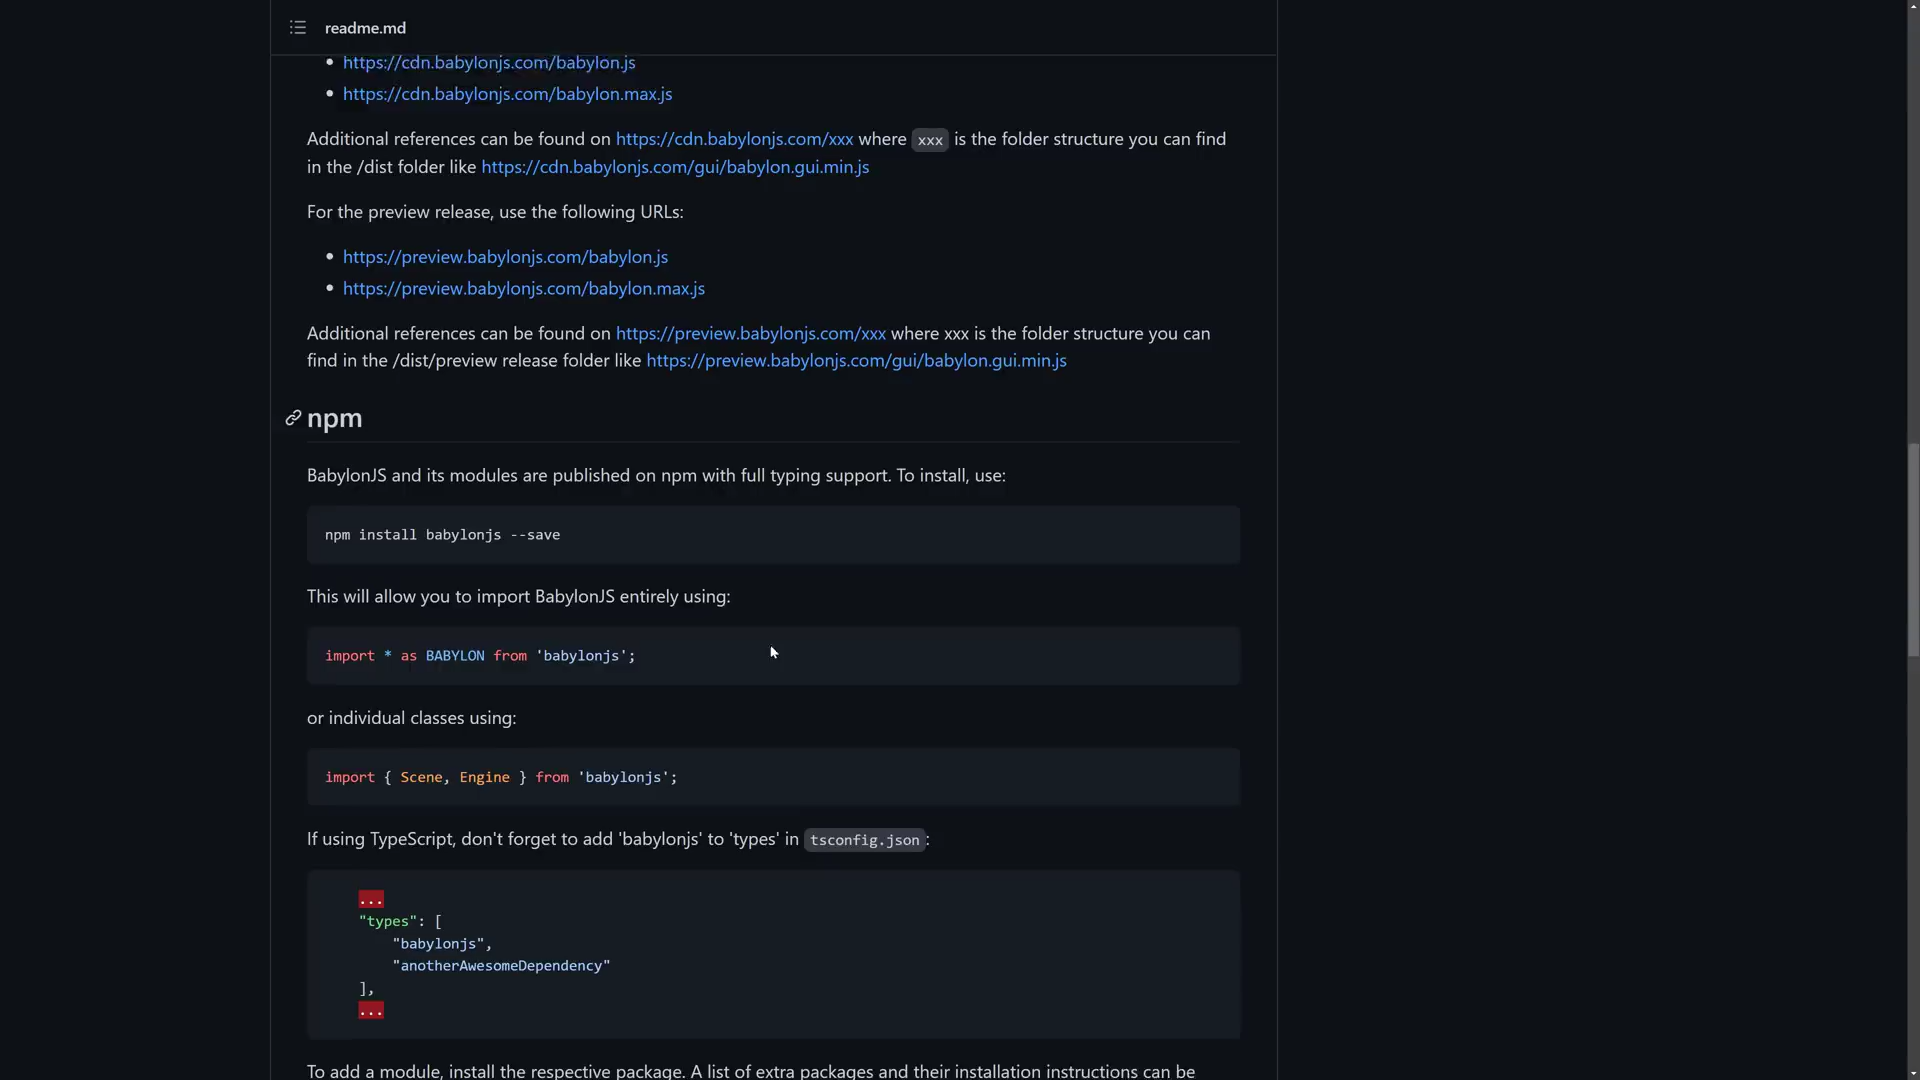 readme.md
https://cdn.babylonjs.com/babylon.js
https://cdn.babylonjs.com/babylon.max.js
Additional references can be found on https://cdn.babylonjs.com/xxx where xxx is the folder structure you can find
in the /dist folder like https://cdn.babylonjs.com/gui/babylon.gui.min.js
For the preview release, use the following URLs:
https://preview.babylonjs.com/babylon.js
https://preview.babylonjs.com/babylon.max.js
Additional references can be found on https://preview.babylonjs.com/xxx where xxx is the folder structure you can
find in the /dist/preview release folder like https://preview.babylonjs.com/gui/babylon.gui.min.js
npm
BabylonJS and its modules are published on npm with full typing support. To install, use:
npm install babylonjs --save
This will allow you to import BabylonJS entirely using:
import * as BABYLON from 'babylonjs';
or individual classes using:
import { Scene, Engine } from 'babylonjs';
If using TypeScript, don't forget to add 'babylonjs' to 'types' in tsconfig.json:
...
"types": [
"babylonjs",
"anotherAwesomeDependency"
],
...
To add a module, install the respective package. A list of extra packages and their installation instructions can be